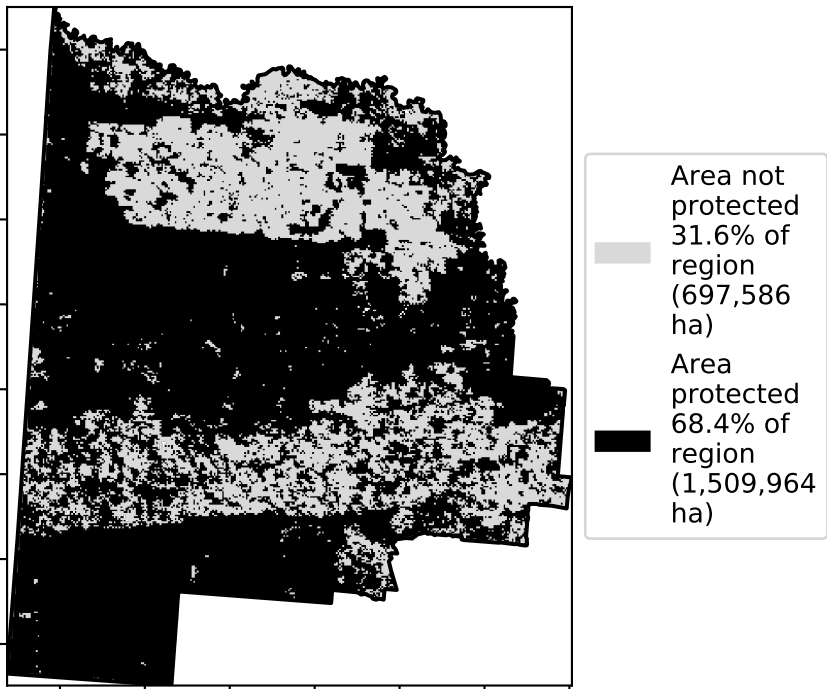 Area not
protected
31.6% of
region
(697,586
ha)
Area
protected
68.4% of
region
(1,509,964
ha)